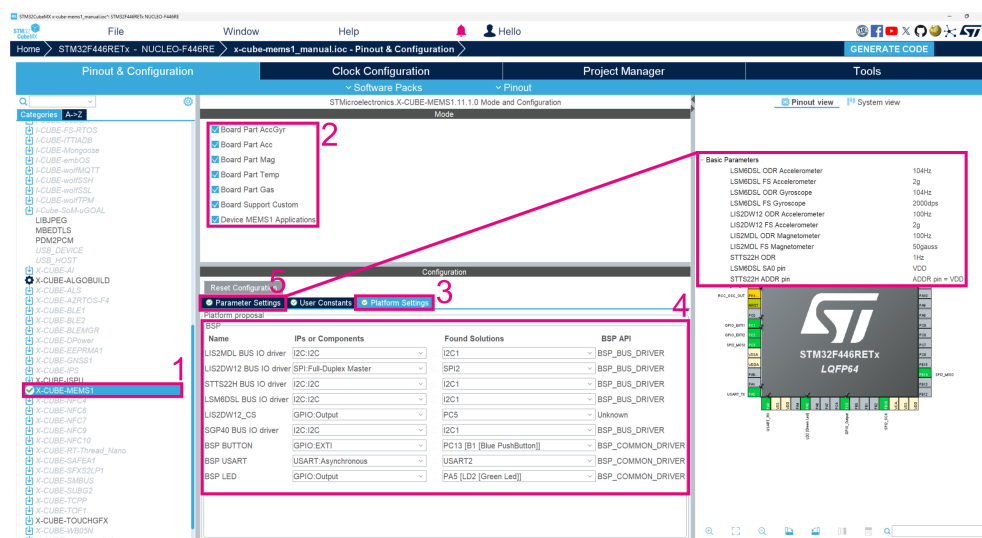 STM32CubeMX x-cube-mems1_manual.ioc*: STM32F446RETx NUCLEO-F446RE
STM32 CubeMX
File Window Help Hello
Home STM32F446RETx - NUCLEO-F446RE x-cube-mems1_manual.ioc - Pinout & Configuration GENERATE CODE
Pinout & Configuration Clock Configuration Project Manager Tools
Software Packs Pinout
STMicroelectronics.X-CUBE-MEMS1.11.1.0 Mode and Configuration
Mode
Pinout view System view
Categories A->Z
I-CUBE-FS-RTOS
I-CUBE-ITTIADB
I-CUBE-Mongoose
I-CUBE-embOS
I-CUBE-wolfMQTT
I-CUBE-wolfSSH
I-CUBE-wolfSSL
I-CUBE-wolfTPM
I-Cube-SoM-uGOAL
LIBJPEG
MBEDTLS
PDM2PCM
USB_DEVICE
USB_HOST
X-CUBE-AI
X-CUBE-ALGOBUILD
X-CUBE-ALS
X-CUBE-AZRTOS-F4
X-CUBE-BLE1
X-CUBE-BLE2
X-CUBE-BLEMGR
X-CUBE-DPower
X-CUBE-EEPRMA1
X-CUBE-GNSS1
X-CUBE-IPS
X-CUBE-ISPU
X-CUBE-MEMS1
X-CUBE-NFC4
X-CUBE-NFC6
X-CUBE-NFC7
X-CUBE-NFC9
X-CUBE-NFC10
X-CUBE-RT-Thread_Nano
X-CUBE-SAFEA1
X-CUBE-SFXS2LP1
X-CUBE-SMBUS
X-CUBE-SUBG2
X-CUBE-TCPP
X-CUBE-TOF1
X-CUBE-TOUCHGFX
X-CUBE-WB05N
1
Board Part AccGyr
Board Part Acc
Board Part Mag
Board Part Temp
Board Part Gas
Board Support Custom
Device MEMS1 Applications
2
Configuration
Reset Configuration
5
Parameter Settings User Constants Platform Settings
3
4
Platform proposal
BSP
Name IPs or Components Found Solutions BSP API
LIS2MDL BUS IO driver I2C:I2C I2C1 BSP_BUS_DRIVER
LIS2DW12 BUS IO driver SPI:Full-Duplex Master SPI2 BSP_BUS_DRIVER
STTS22H BUS IO driver I2C:I2C I2C1 BSP_BUS_DRIVER
LSM6DSL BUS IO driver I2C:I2C I2C1 BSP_BUS_DRIVER
LIS2DW12_CS GPIO:Output PC5 Unknown
SGP40 BUS IO driver I2C:I2C I2C1 BSP_BUS_DRIVER
BSP BUTTON GPIO:EXTI PC13 [B1 [Blue PushButton]] BSP_COMMON_DRIVER
BSP USART USART:Asynchronous USART2 BSP_COMMON_DRIVER
BSP LED GPIO:Output PA5 [LD2 [Green Led]] BSP_COMMON_DRIVER
Basic Parameters
LSM6DSL ODR Accelerometer 104Hz
LSM6DSL FS Accelerometer 2g
LSM6DSL ODR Gyroscope 104Hz
LSM6DSL FS Gyroscope 2000dps
LIS2DW12 ODR Accelerometer 100Hz
LIS2DW12 FS Accelerometer 2g
LIS2MDL ODR Magnetometer 100Hz
LIS2MDL FS Magnetometer 50gauss
STTS22H ODR 1Hz
LSM6DSL SA0 pin VDD
STTS22H ADDR pin ADDR pin = VDD
STM32F446RETx
LQFP64